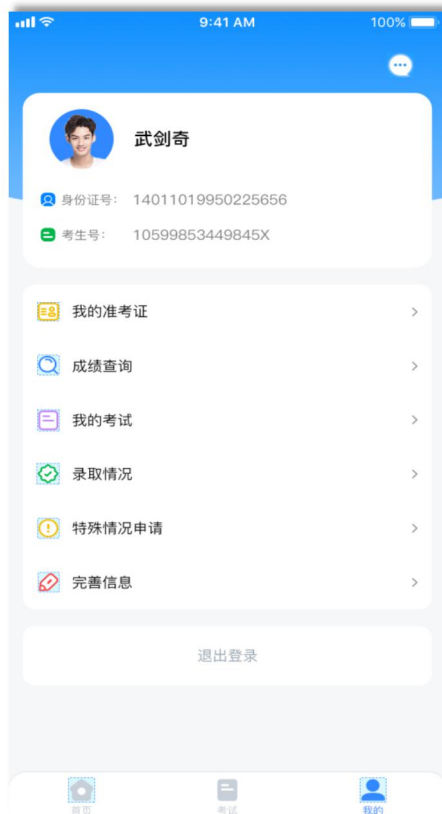 9:41 AM 100%
武剑奇
身份证号: 14011019950225656
考生号: 10599853449845X
我的准考证
成绩查询
我的考试
录取情况
特殊情况申请
完善信息
退出登录
首页 考试 我的